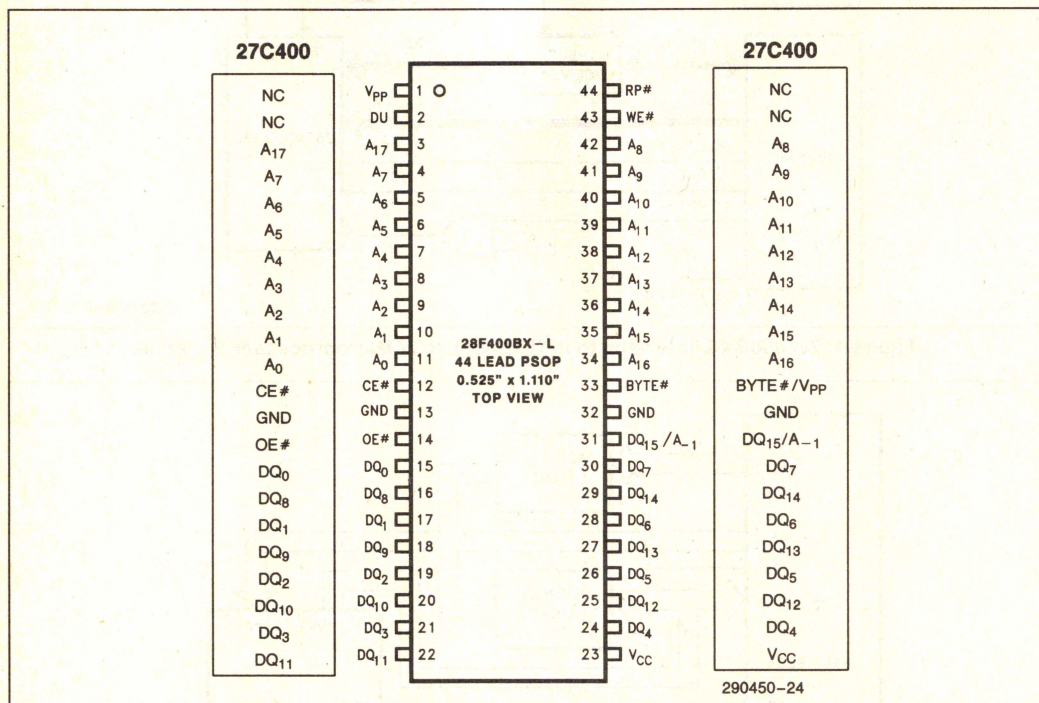 27C400 27C400
NC VPP 1 44 RP# NC
NC DU 2 43 WE# NC
A17 A17 3 42 A8 A8
A7 A7 4 41 A9 A9
A6 A6 5 40 A10 A10
A5 A5 6 39 A11 A11
A4 A4 7 38 A12 A12
A3 A3 8 37 A13 A13
A2 A2 9 36 A14 A14
A1 A1 10 35 A15 A15
A0 A0 11 34 A16 A16
CE# CE# 12 33 BYTE# BYTE#/VPP
GND GND 13 32 GND GND
OE# OE# 14 31 DQ15/A-1 DQ15/A-1
DQ0 DQ0 15 30 DQ7 DQ7
DQ8 DQ8 16 29 DQ14 DQ14
DQ1 DQ1 17 28 DQ6 DQ6
DQ9 DQ9 18 27 DQ13 DQ13
DQ2 DQ2 19 26 DQ5 DQ5
DQ10 DQ10 20 25 DQ12 DQ12
DQ3 DQ3 21 24 DQ4 DQ4
DQ11 DQ11 22 23 VCC VCC
28F400BX-L
44 LEAD PSOP
0.525" x 1.110"
TOP VIEW
290450-24